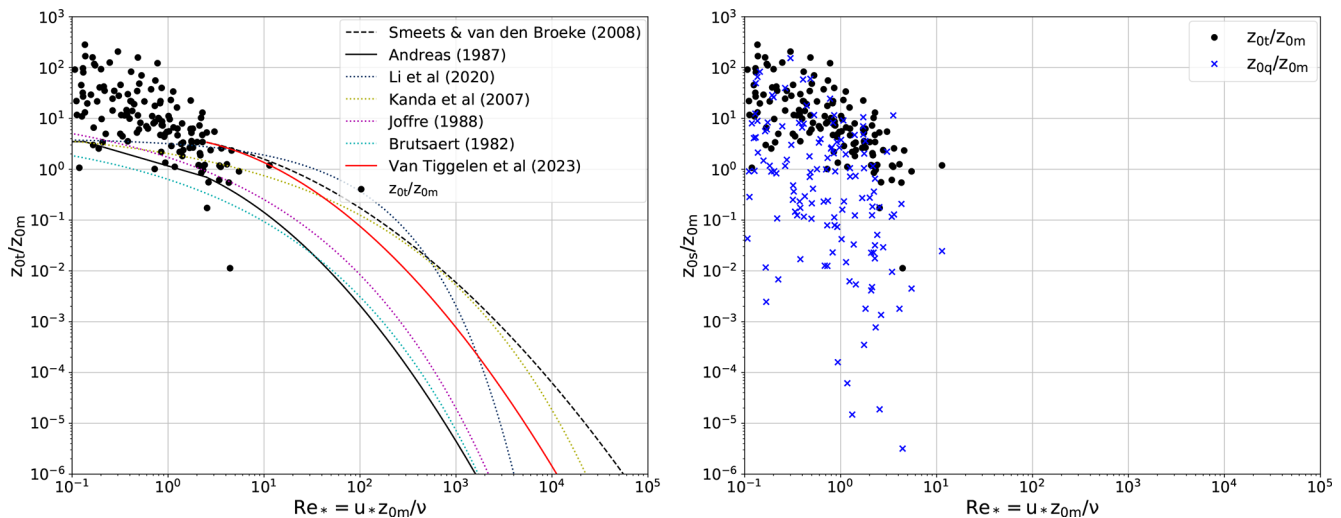 10³
10²
10¹
10⁰
10⁻¹
10⁻²
10⁻³
10⁻⁴
10⁻⁵
10⁻⁶
z₀ₜ/z₀ₘ
Smeets & van den Broeke (2008)
Andreas (1987)
Li et al (2020)
Kanda et al (2007)
Joffre (1988)
Brutsaert (1982)
Van Tiggelen et al (2023)
z₀ₜ/z₀ₘ
10⁻¹ 10⁰ 10¹ 10² 10³ 10⁴ 10⁵
Re* = u*z₀ₘ/ν
10³
10²
10¹
10⁰
10⁻¹
10⁻²
10⁻³
10⁻⁴
10⁻⁵
10⁻⁶
z₀ₛ/z₀ₘ
z₀ₜ/z₀ₘ
z₀q/z₀ₘ
10⁻¹ 10⁰ 10¹ 10² 10³ 10⁴ 10⁵
Re* = u*z₀ₘ/ν